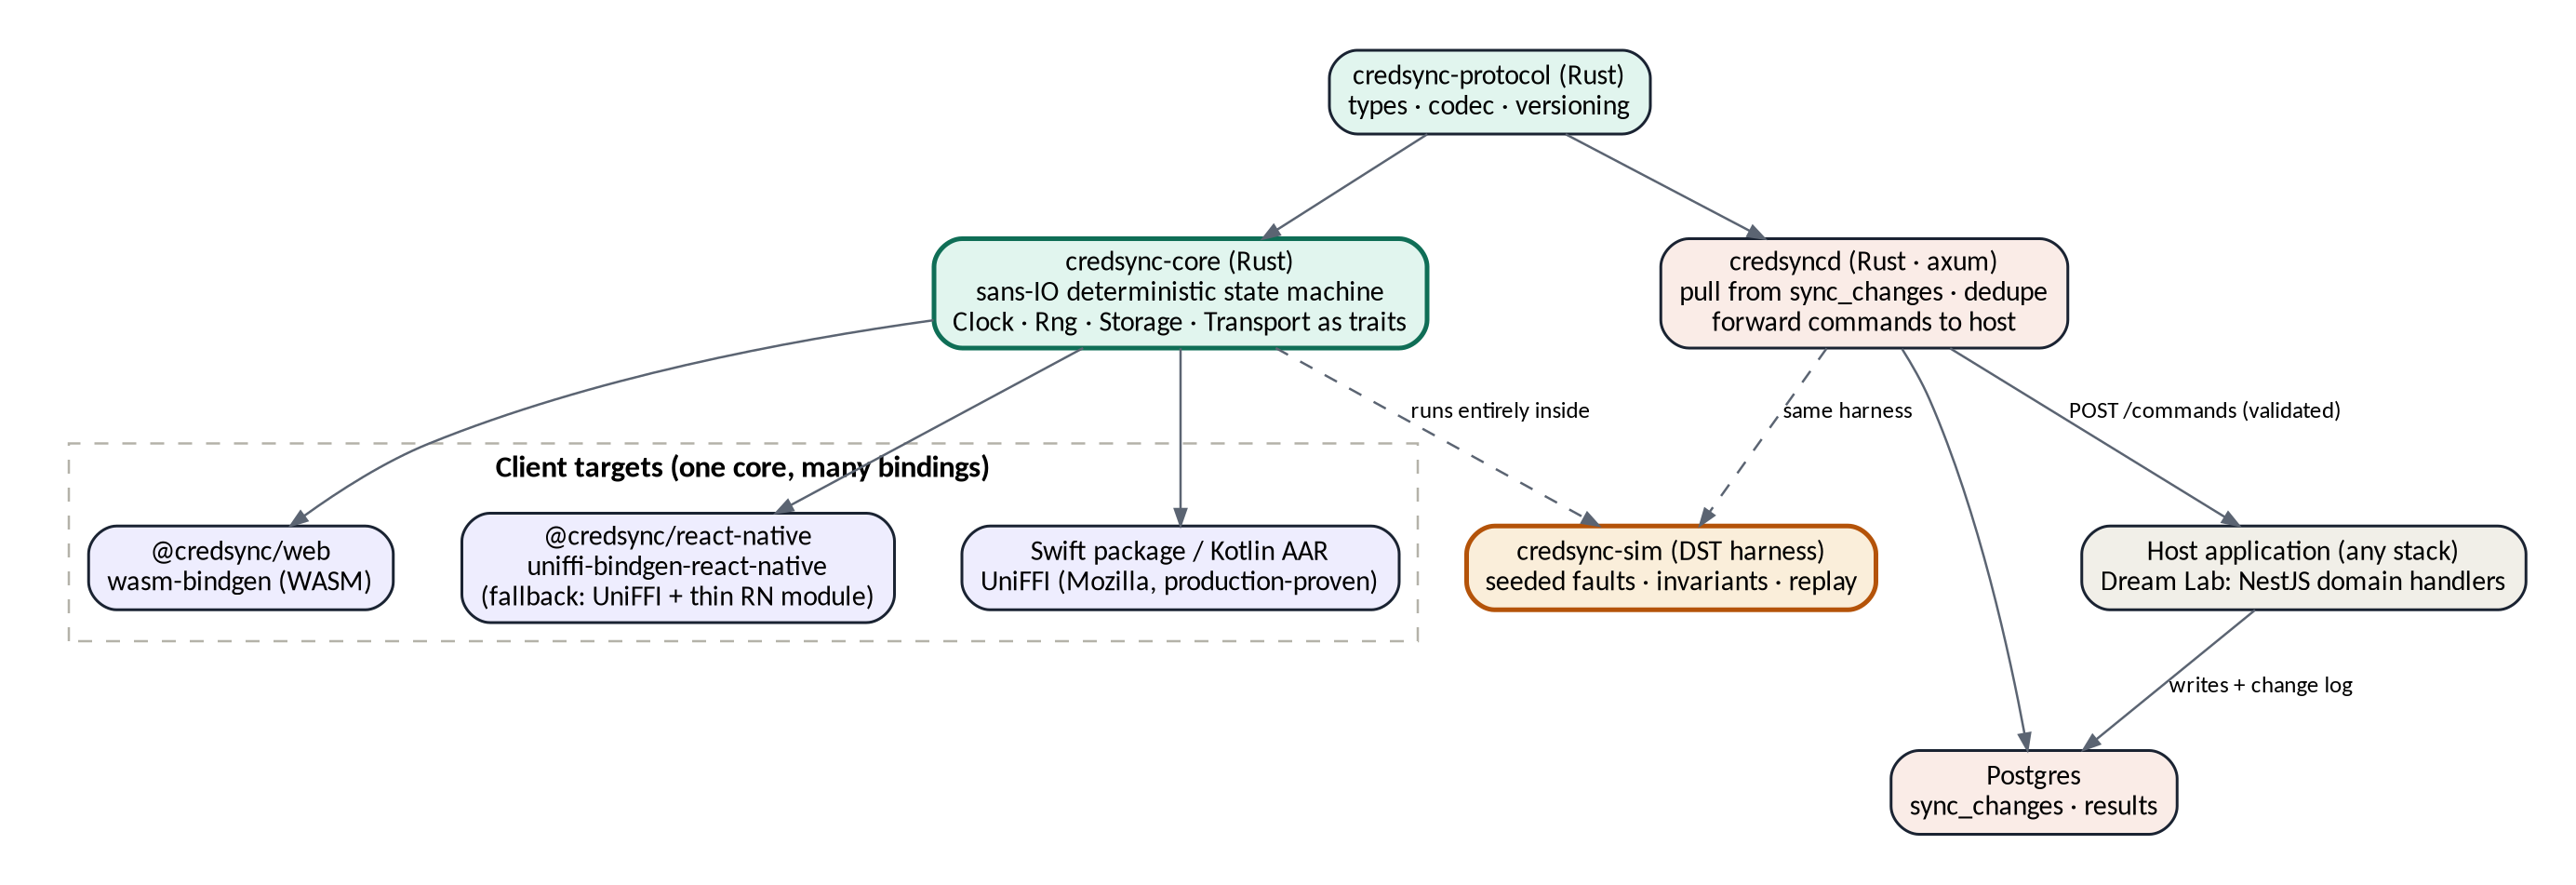 credsync-protocol (Rust)
types · codec · versioning
credsync-core (Rust)
sans-IO deterministic state machine
Clock · Rng · Storage · Transport as traits
credsyncd (Rust · axum)
pull from sync_changes · dedupe
forward commands to host
runs entirely inside
same harness
POST /commands (validated)
Client targets (one core, many bindings)
@credsync/web
wasm-bindgen (WASM)
@credsync/react-native
uniffi-bindgen-react-native
(fallback: UniFFI + thin RN module)
Swift package / Kotlin AAR
UniFFI (Mozilla, production-proven)
credsync-sim (DST harness)
seeded faults · invariants · replay
Host application (any stack)
Dream Lab: NestJS domain handlers
writes + change log
Postgres
sync_changes · results